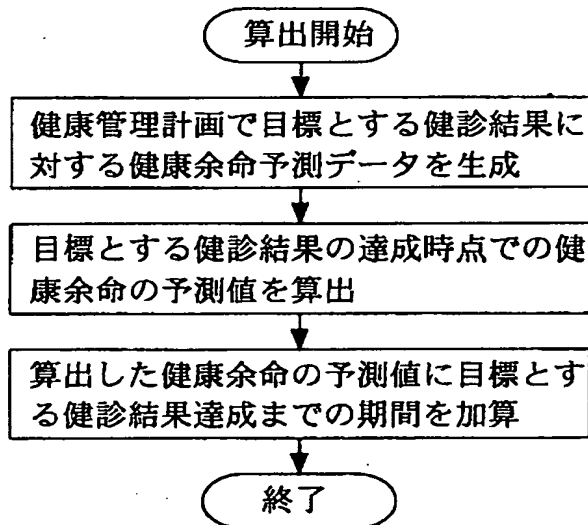 算出開始
健康管理計画で目標とする健診結果に
対する健康余命予測データを生成
目標とする健診結果の達成時点での健
康余命の予測値を算出
算出した健康余命の予測値に目標とす
る健診結果達成までの期間を加算
終了